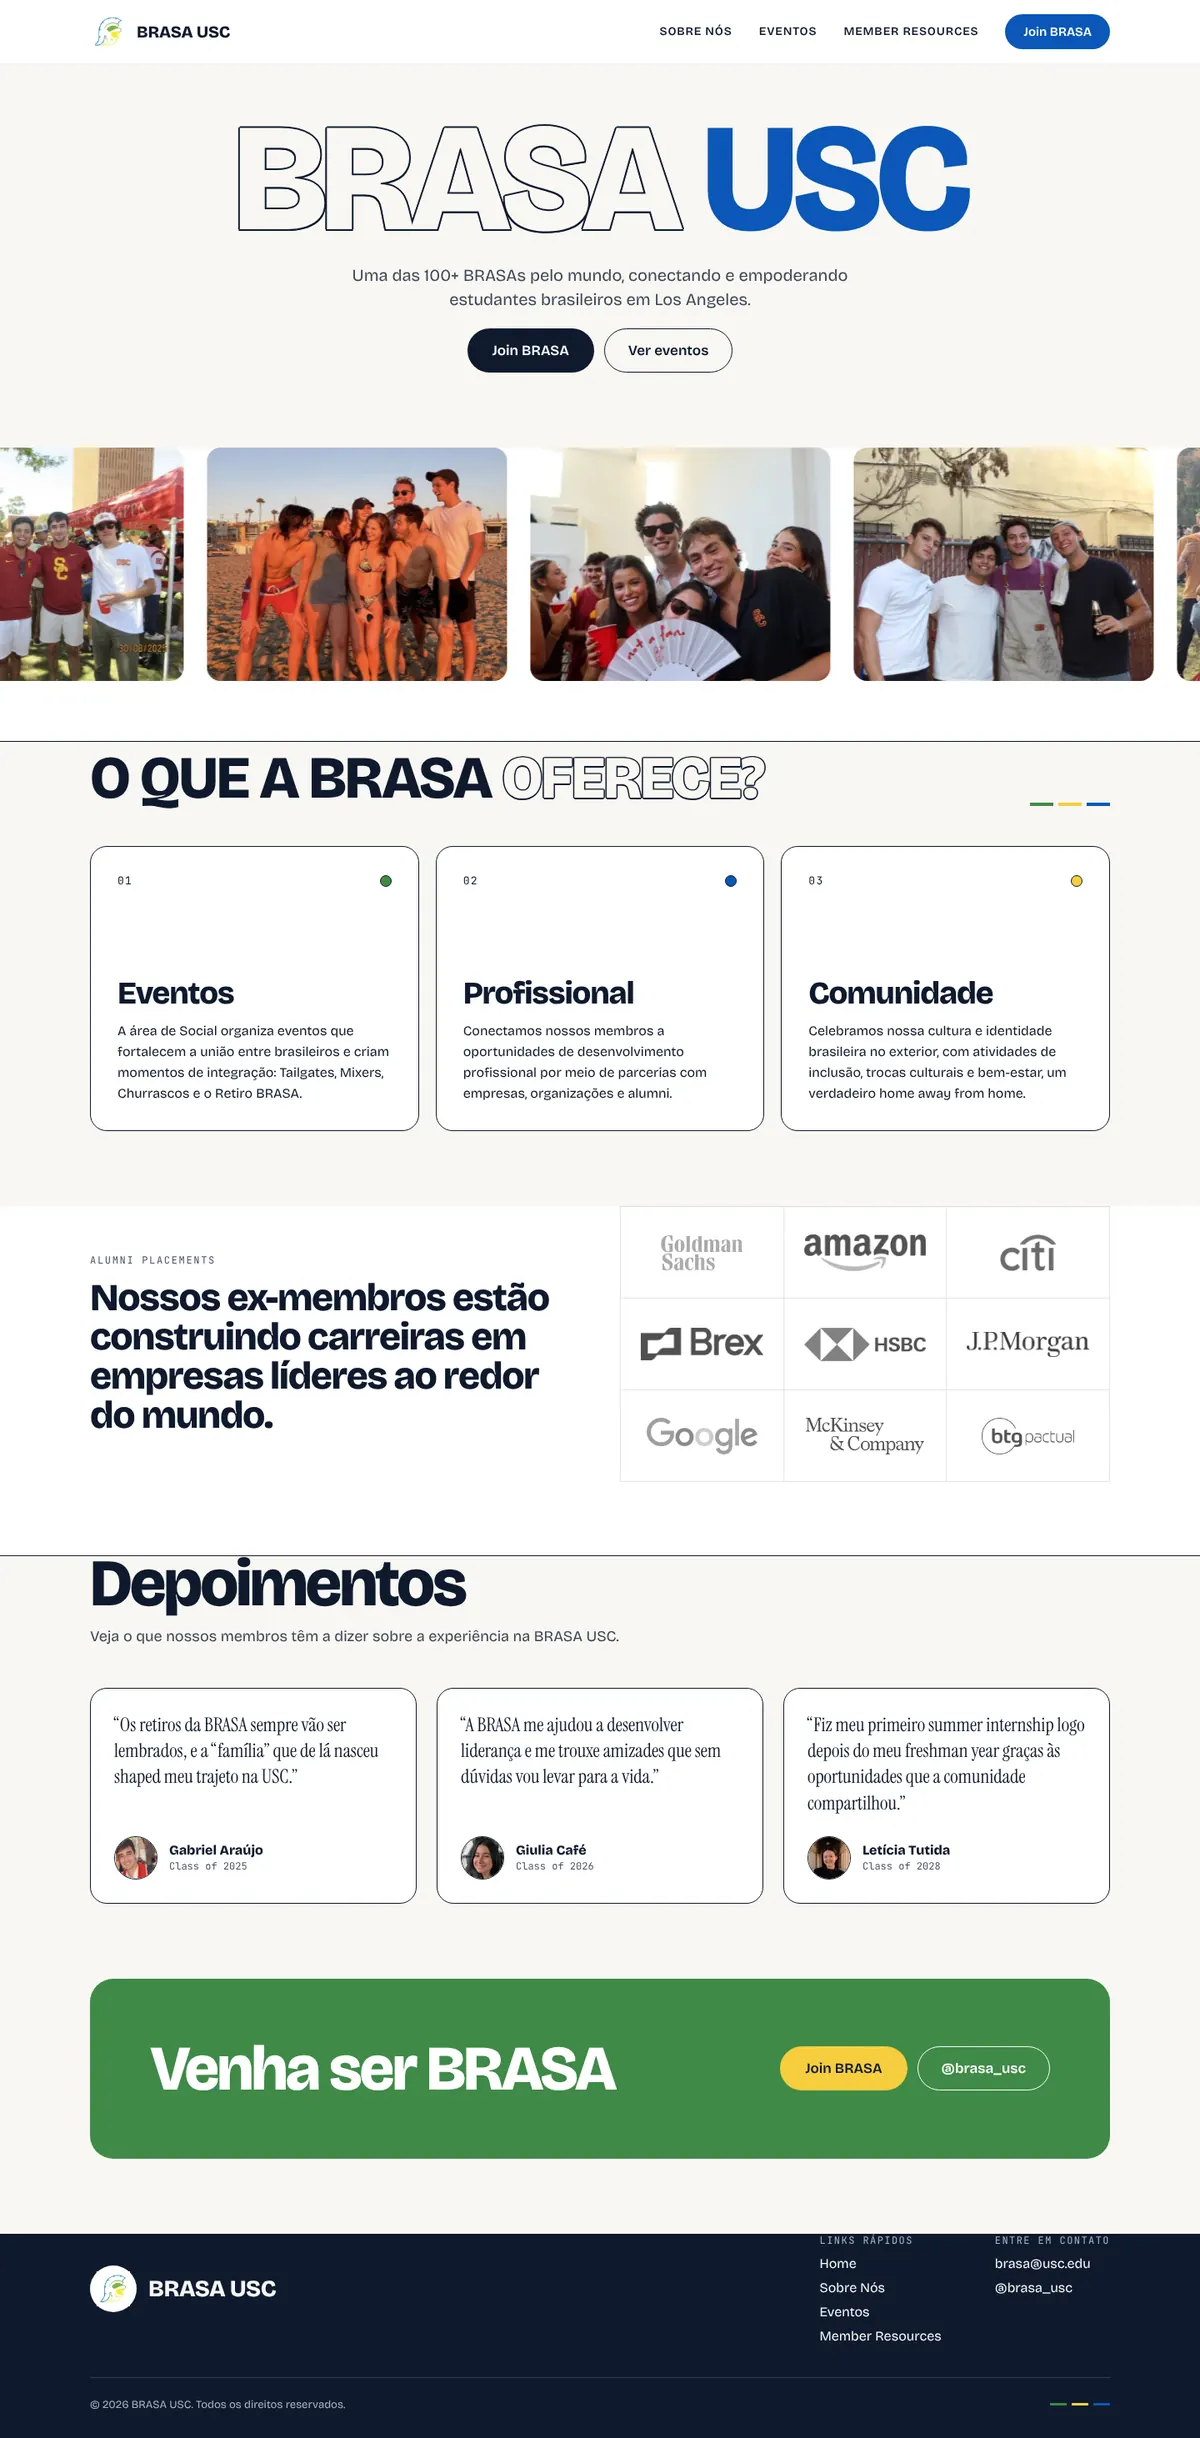 BRASA USC
SOBRE NÓS EVENTOS MEMBER RESOURCES Join BRASA
BRASA USC
Uma das 100+ BRASAs pelo mundo, conectando e empoderando
estudantes brasileiros em Los Angeles.
Join BRASA Ver eventos
SC
USC
30/08/2025
SC
not a fan
O QUE A BRASA OFERECE?
01
Eventos
A área de Social organiza eventos que
fortalecem a união entre brasileiros e criam
momentos de integração: Tailgates, Mixers,
Churrascos e o Retiro BRASA.
02
Profissional
Conectamos nossos membros a
oportunidades de desenvolvimento
profissional por meio de parcerias com
empresas, organizações e alumni.
03
Comunidade
Celebramos nossa cultura e identidade
brasileira no exterior, com atividades de
inclusão, trocas culturais e bem-estar, um
verdadeiro home away from home.
ALUMNI PLACEMENTS
Nossos ex-membros estão
construindo carreiras em
empresas líderes ao redor
do mundo.
Goldman
Sachs
amazon
citi
Brex
HSBC
J.P.Morgan
Google
McKinsey
& Company
btg pactual
Depoimentos
Veja o que nossos membros têm a dizer sobre a experiência na BRASA USC.
“Os retiros da BRASA sempre vão ser
lembrados, e a “família” que de lá nasceu
shaped meu trajeto na USC.”
Gabriel Araújo
Class of 2025
“A BRASA me ajudou a desenvolver
liderança e me trouxe amizades que sem
dúvidas vou levar para a vida.”
Giulia Café
Class of 2026
“Fiz meu primeiro summer internship logo
depois do meu freshman year graças às
oportunidades que a comunidade
compartilhou.”
Letícia Tutida
Class of 2028
Venha ser BRASA
Join BRASA @brasa_usc
BRASA USC
LINKS RÁPIDOS
Home
Sobre Nós
Eventos
Member Resources
ENTRE EM CONTATO
brasa@usc.edu
@brasa_usc
© 2026 BRASA USC. Todos os direitos reservados.